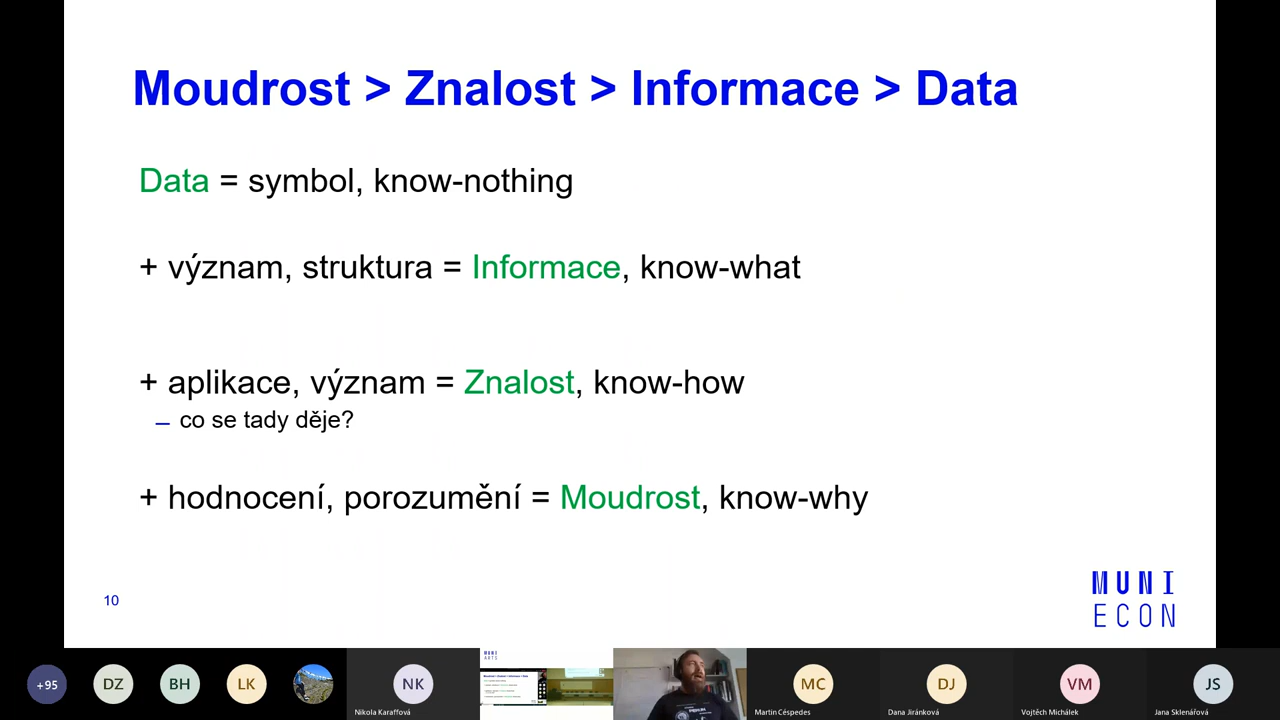 Moudrost > Znalost > Informace > Data
Data = symbol, know-nothing
+ význam, struktura = Informace, know-what
+ aplikace, význam = Znalost, know-how
– co se tady děje?
+ hodnocení, porozumění = Moudrost, know-why
10
MUNI
ECON
+95
DZ
BH
LK
NK
Nikola Karaffová
MUNI
ARTS
MC
Martin Céspedes
DJ
Dana Jiránková
VM
Vojtěch Michálek
JS
Jana Sklenářová